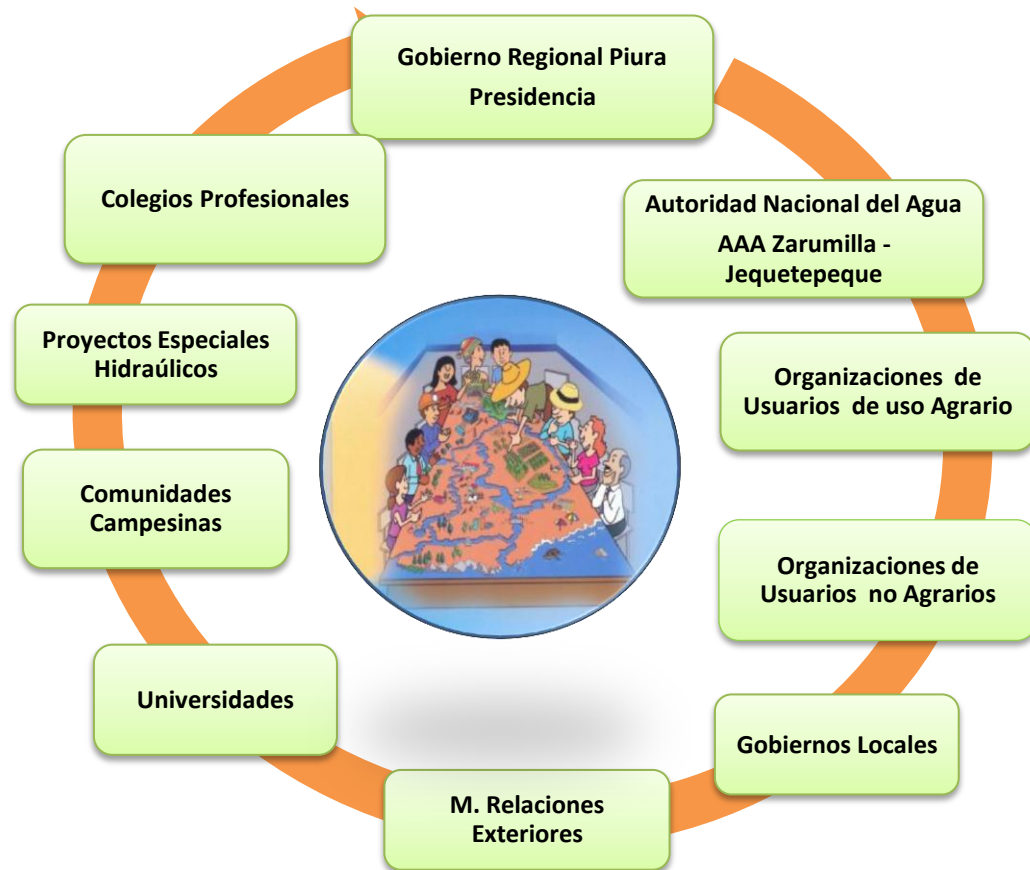 Gobierno Regional Piura
Presidencia
Autoridad Nacional del Agua
AAA Zarumilla -
Jequetepeque
Organizaciones de
Usuarios de uso Agrario
Organizaciones de
Usuarios no Agrarios
Gobiernos Locales
M. Relaciones
Exteriores
Universidades
Comunidades
Campesinas
Proyectos Especiales
Hidraúlicos
Colegios Profesionales